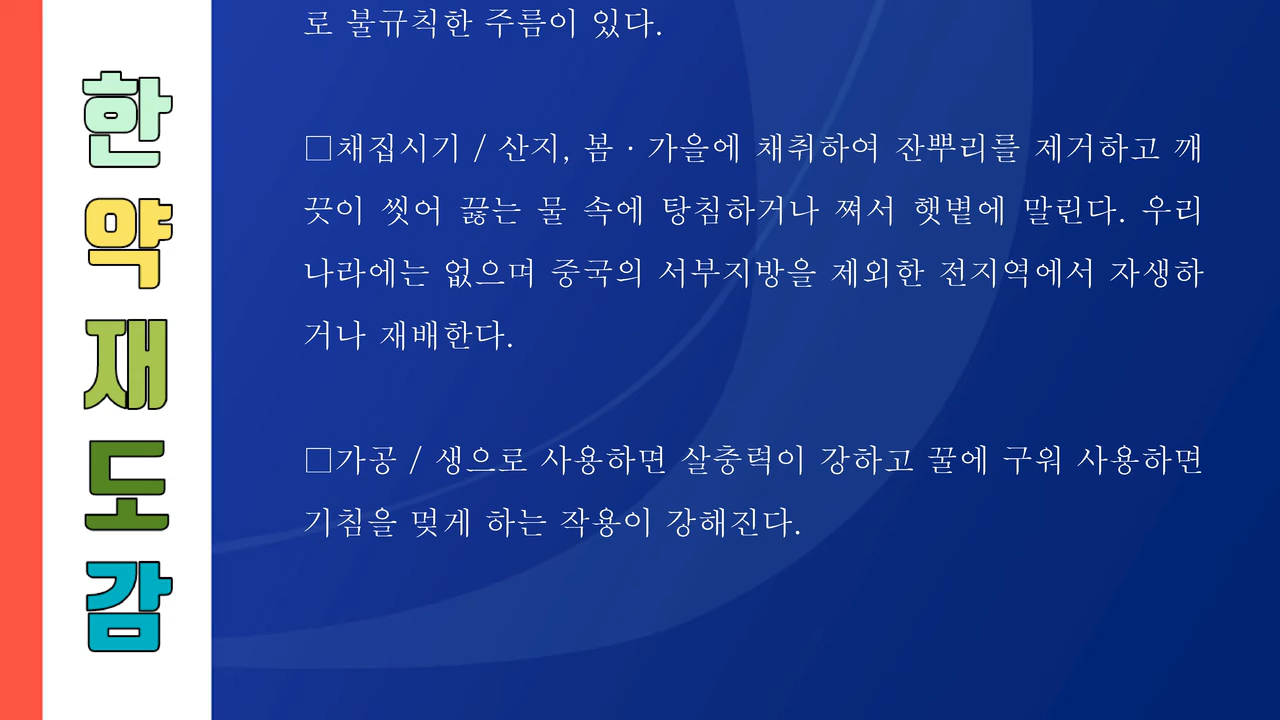 한약재도감
로 불규칙한 주름이 있다.
□채집시기 / 산지, 봄 · 가을에 채취하여 잔뿌리를 제거하고 깨
끗이 씻어 끓는 물 속에 탕침하거나 쪄서 햇볕에 말린다. 우리
나라에는 없으며 중국의 서부지방을 제외한 전지역에서 자생하
거나 재배한다.
□가공 / 생으로 사용하면 살충력이 강하고 꿀에 구워 사용하면
기침을 멎게 하는 작용이 강해진다.